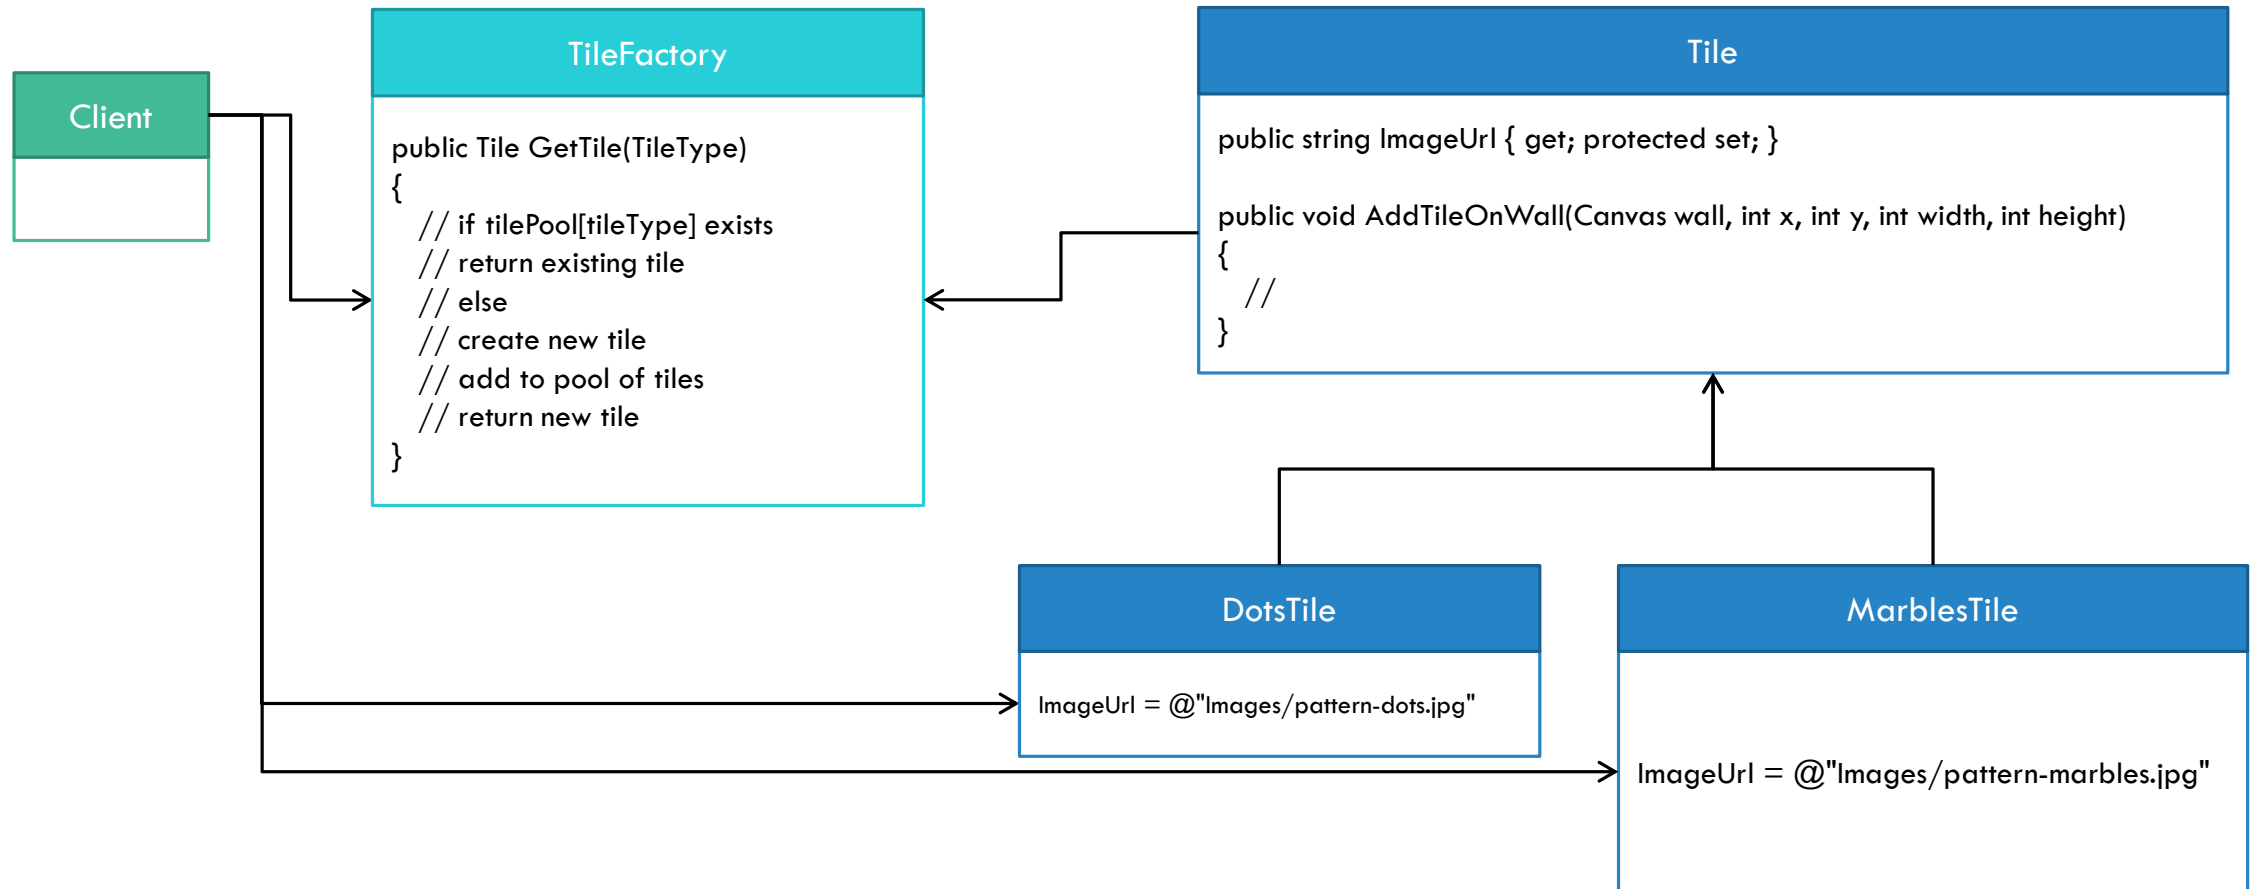 Client
TileFactory
public Tile GetTile(TileType)
{
// if tilePool[tileType] exists
// return existing tile
// else
// create new tile
// add to pool of tiles
// return new tile
}
Tile
public string ImageUrl { get; protected set; }
public void AddTileOnWall(Canvas wall, int x, int y, int width, int height)
{
//
}
DotsTile
ImageUrl = @"Images/pattern-dots.jpg"
MarblesTile
ImageUrl = @"Images/pattern-marbles.jpg"